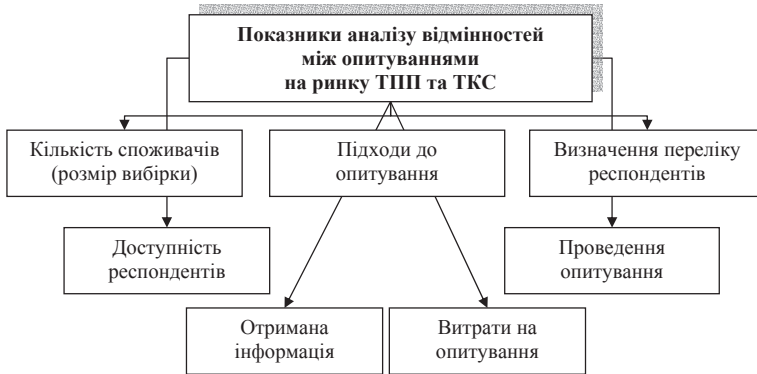 Показники аналізу відмінностей
між опитуваннями
на ринку ТПП та ТКС
Кількість споживачів
(розмір вибірки)
Підходи до
опитування
Визначення переліку
респондентів
Доступність
респондентів
Проведення
опитування
Отримана
інформація
Витрати на
опитування